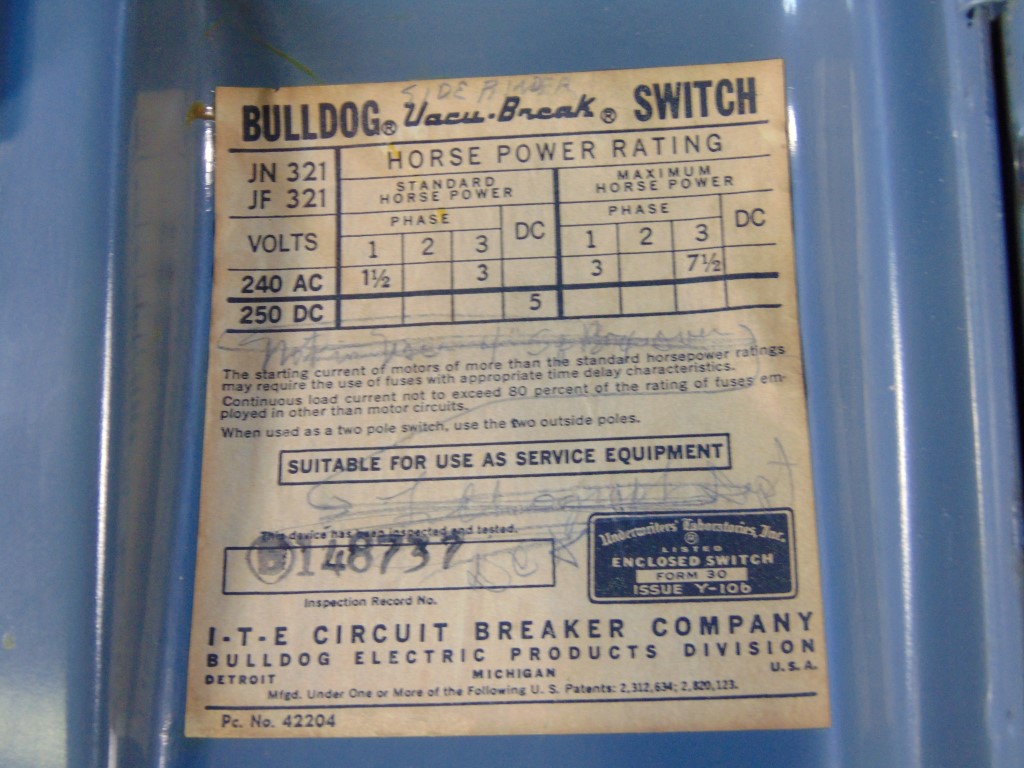 SIDE
BULLDOG® Vacu-Break® SWITCH
JN 321
JF 321
HORSE POWER RATING
STANDARD HORSE POWER
MAXIMUM HORSE POWER
VOLTS
PHASE DC PHASE DC
1 2 3 1 2 3
240 AC 1½ 3 3 7½
250 DC 5
Not in Use
The starting current of motors of more than the standard horsepower ratings
may require the use of fuses with appropriate time delay characteristics.
Continuous load current not to exceed 80 percent of the rating of fuses em-
ployed in other than motor circuits.
When used as a two pole switch, use the two outside poles.
SUITABLE FOR USE AS SERVICE EQUIPMENT
This device has been inspected and tested.
148737
Inspection Record No.
Underwriters' Laboratories, Inc.
®
LISTED
ENCLOSED SWITCH
FORM 30
ISSUE Y-106
I-T-E CIRCUIT BREAKER COMPANY
BULLDOG ELECTRIC PRODUCTS DIVISION
DETROIT MICHIGAN U.S.A.
Mfgd. Under One or More of the Following U. S. Patents: 2,312,634; 2,820,123.
Pc. No. 42204